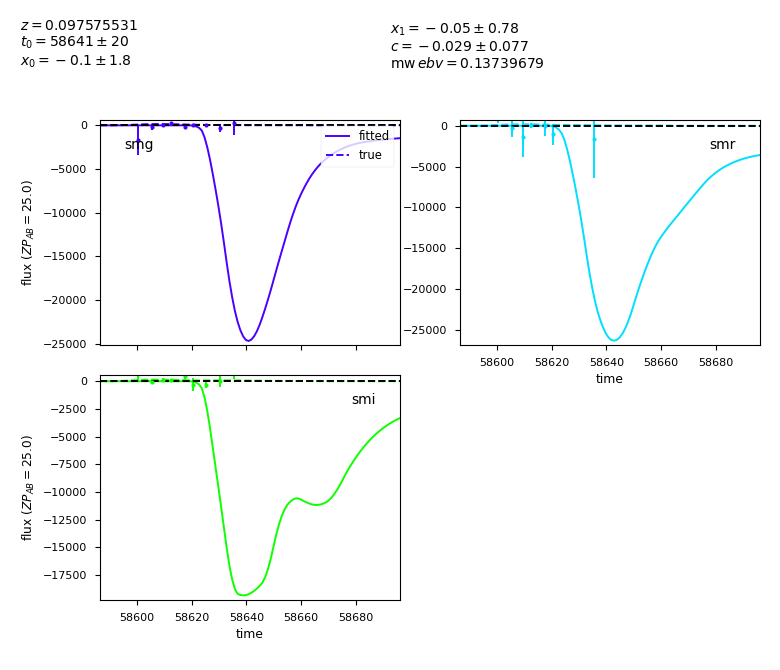 z = 0.097575531
t₀ = 58641 ± 20
x₀ = −0.1 ± 1.8
x₁ = −0.05 ± 0.78
c = −0.029 ± 0.077
mw ebv = 0.13739679
0
−5000
−10000
−15000
−20000
−25000
flux (ZP_AB = 25.0)
smg
fitted
true
0
−5000
−10000
−15000
−20000
−25000
smr
58600 58620 58640 58660 58680
time
0
−2500
−5000
−7500
−10000
−12500
−15000
−17500
flux (ZP_AB = 25.0)
smi
58600 58620 58640 58660 58680
time